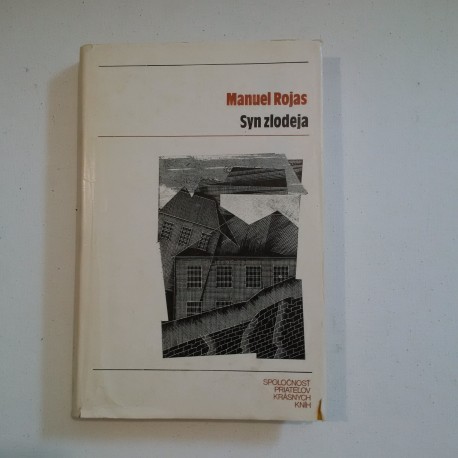 Manuel Rojas
Syn zlodeja
SPOLOČNOSŤ
PRIATEĽOV
KRÁSNYCH
KNÍH